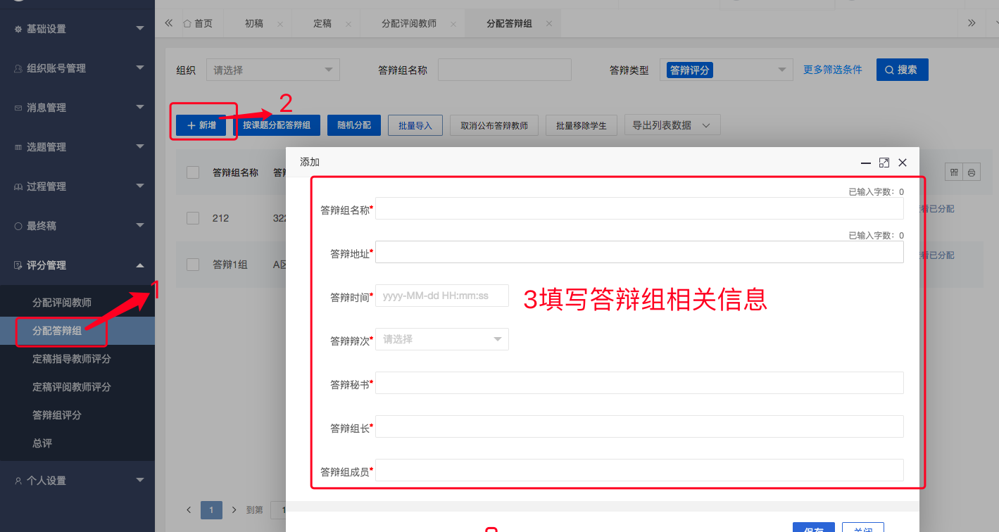 基础设置
组织账号管理
消息管理
选题管理
过程管理
最终稿
评分管理
分配评阅教师
分配答辩组
定稿指导教师评分
定稿评阅教师评分
答辩组评分
总评
个人设置
1
首页 初稿 定稿 分配评阅教师 分配答辩组
组织 请选择 答辩组名称 答辩类型 答辩评分 更多筛选条件 搜索
2
新增 按课题分配答辩组 随机分配 批量导入 取消公布答辩教师 批量移除学生 导出列表数据
答辩组名称
212 322
看已分配
答辩1组 A区
看已分配
1 到第 1
添加
已输入字数：0
答辩组名称*
已输入字数：0
答辩地址*
答辩时间* yyyy-MM-dd HH:mm:ss
3填写答辩组相关信息
答辩辩次* 请选择
答辩秘书*
答辩组长*
答辩组成员*
保存 关闭